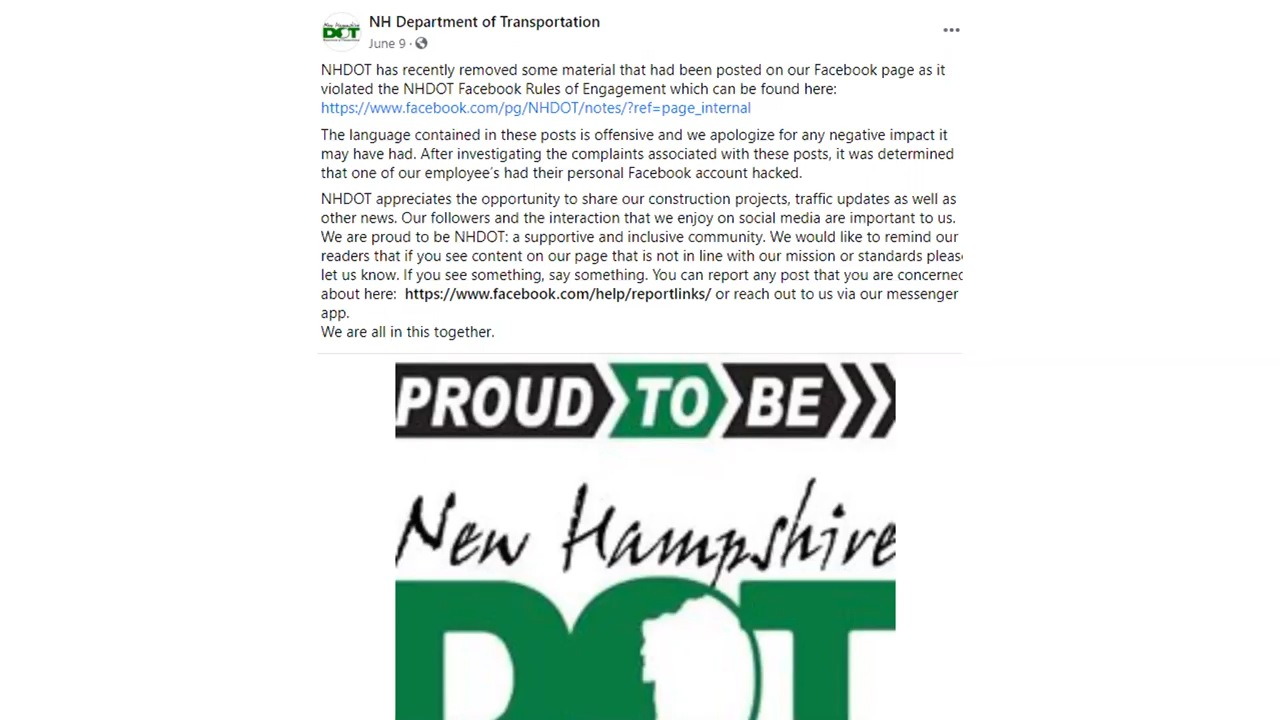 NH Department of Transportation
June 9 ·
NHDOT has recently removed some material that had been posted on our Facebook page as it
violated the NHDOT Facebook Rules of Engagement which can be found here:
https://www.facebook.com/pg/NHDOT/notes/?ref=page_internal
The language contained in these posts is offensive and we apologize for any negative impact it
may have had. After investigating the complaints associated with these posts, it was determined
that one of our employee's had their personal Facebook account hacked.
NHDOT appreciates the opportunity to share our construction projects, traffic updates as well as
other news. Our followers and the interaction that we enjoy on social media are important to us.
We are proud to be NHDOT: a supportive and inclusive community. We would like to remind our
readers that if you see content on our page that is not in line with our mission or standards pleas
let us know. If you see something, say something. You can report any post that you are concerned
about here: https://www.facebook.com/help/reportlinks/ or reach out to us via our messenger
app.
We are all in this together.
PROUD TO BE
New Hampshire
DOT